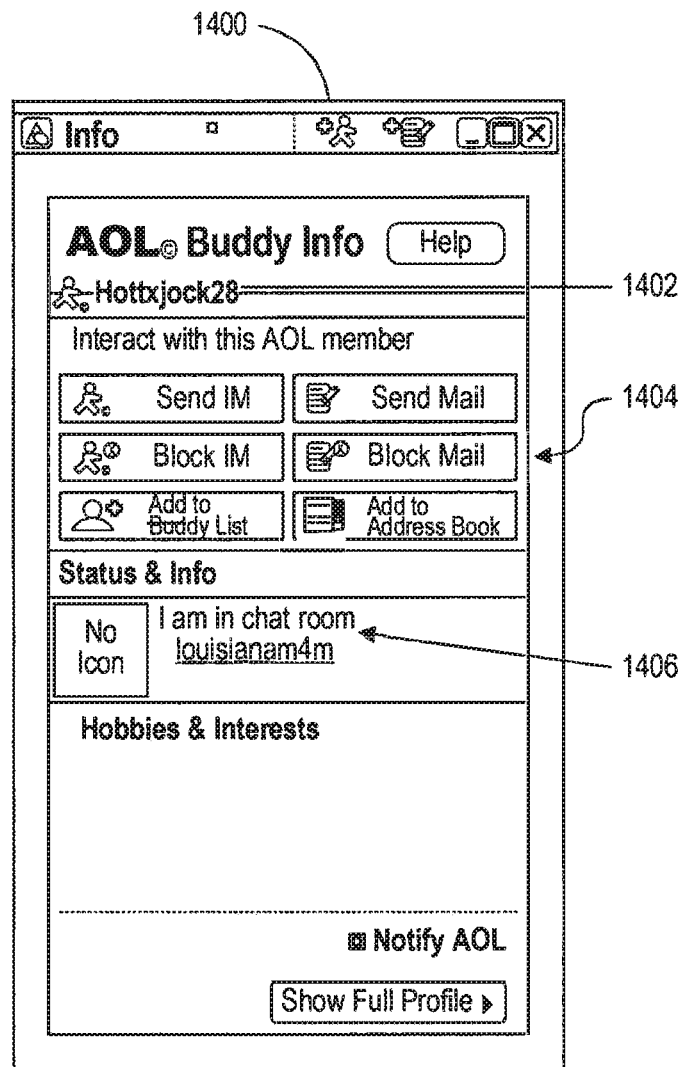 1400
Info
AOL© Buddy Info Help
Hottxjock28
1402
Interact with this AOL member
Send IM Send Mail
1404
Block IM Block Mail
Add to
Buddy List
Add to
Address Book
Status & Info
No
Icon
I am in chat room
louisianam4m
1406
Hobbies & Interests
Notify AOL
Show Full Profile